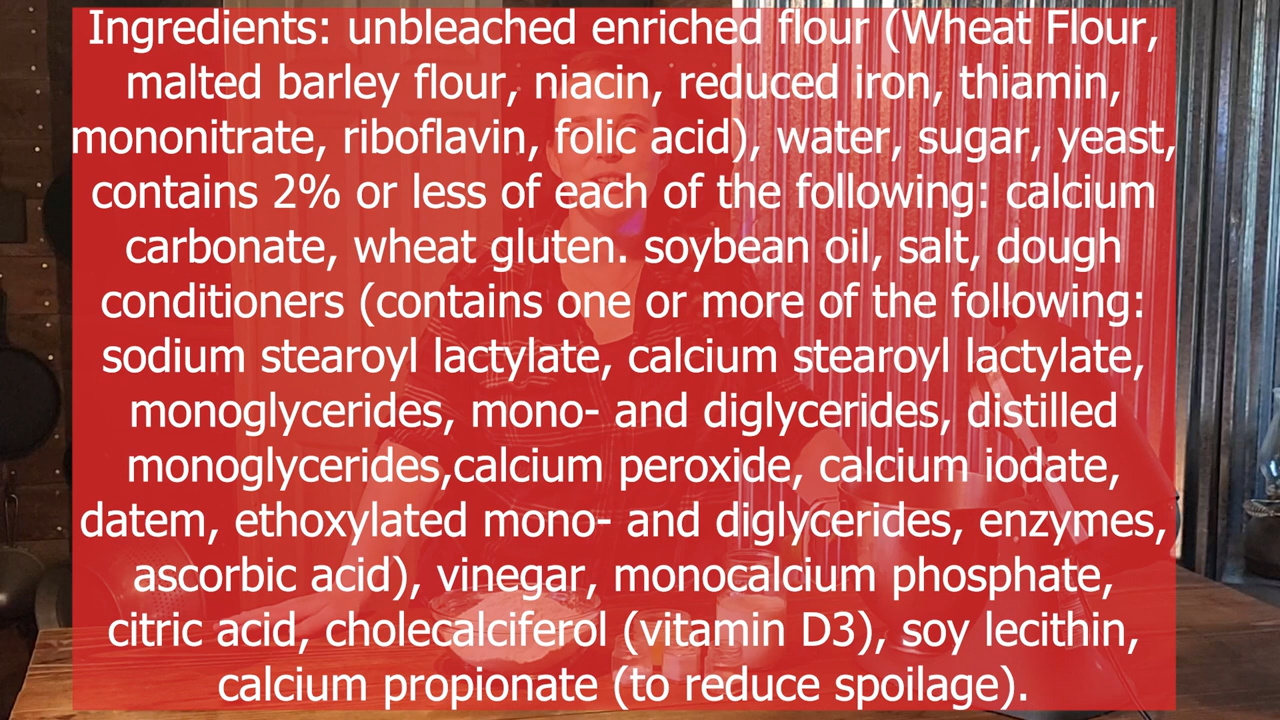 Ingredients: unbleached enriched flour (Wheat Flour,
malted barley flour, niacin, reduced iron, thiamin,
mononitrate, riboflavin, folic acid), water, sugar, yeast,
contains 2% or less of each of the following: calcium
carbonate, wheat gluten. soybean oil, salt, dough
conditioners (contains one or more of the following:
sodium stearoyl lactylate, calcium stearoyl lactylate,
monoglycerides, mono- and diglycerides, distilled
monoglycerides,calcium peroxide, calcium iodate,
datem, ethoxylated mono- and diglycerides, enzymes,
ascorbic acid), vinegar, monocalcium phosphate,
citric acid, cholecalciferol (vitamin D3), soy lecithin,
calcium propionate (to reduce spoilage).